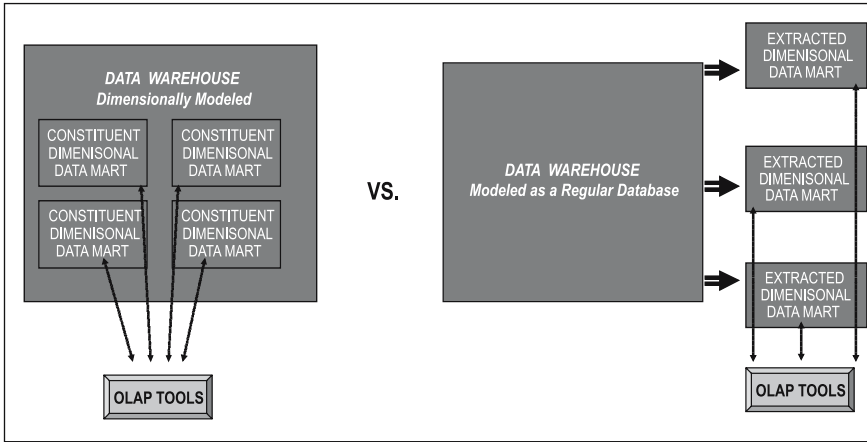 DATA WAREHOUSE
Dimensionally Modeled
CONSTITUENT
DIMENISONAL
DATA MART
CONSTITUENT
DIMENISONAL
DATA MART
CONSTITUENT
DIMENISONAL
DATA MART
CONSTITUENT
DIMENISONAL
DATA MART
OLAP TOOLS
VS.
DATA WAREHOUSE
Modeled as a Regular Database
EXTRACTED
DIMENISONAL
DATA MART
EXTRACTED
DIMENISONAL
DATA MART
EXTRACTED
DIMENISONAL
DATA MART
OLAP TOOLS